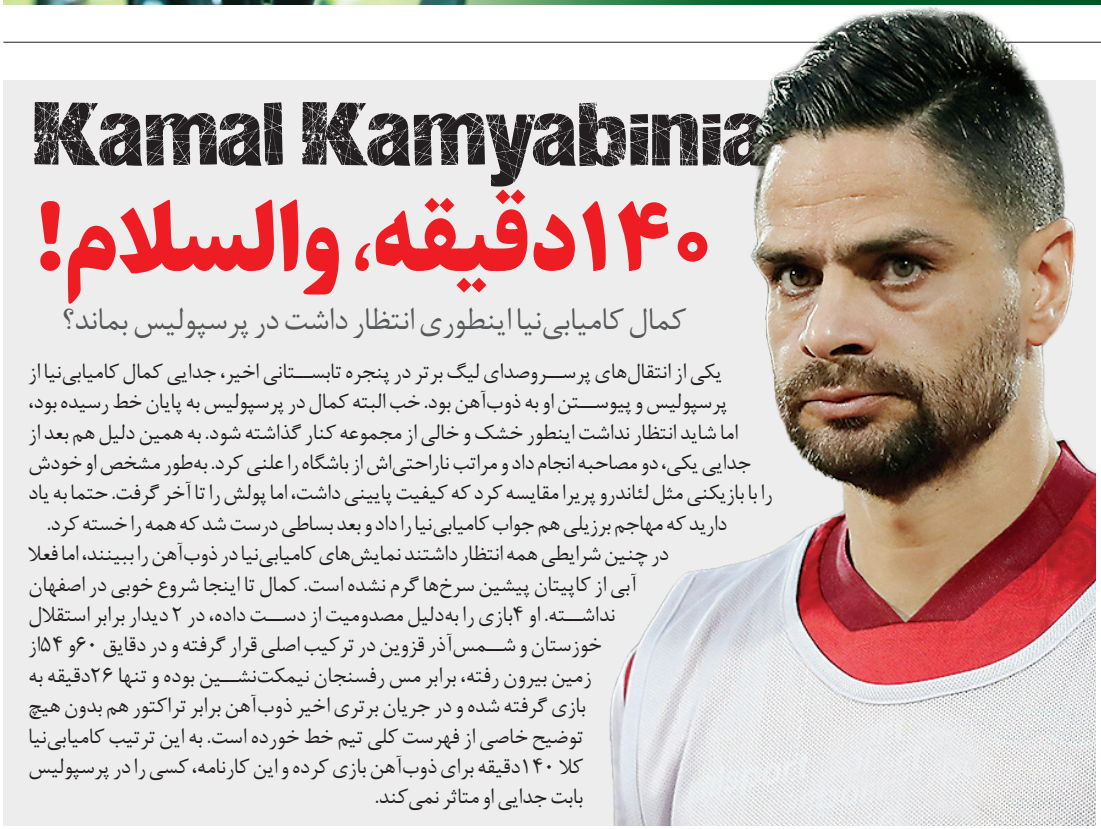 Kamal Kamyabinia
۱۴۰دقیقه، والسلام!
کمال کامیابی‌نیا اینطوری انتظار داشت در پرسپولیس بماند؟
یکی از انتقال‌های پرسروصدای لیگ برتر در پنجره تابستانی اخیر، جدایی کمال کامیابی‌نیا از
پرسپولیس و پیوستن او به ذوب‌آهن بود. خب البته کمال در پرسپولیس به پایان خط رسیده بود،
اما شاید انتظار نداشت اینطور خشک و خالی از مجموعه کنار گذاشته شود. به همین دلیل هم بعد از
جدایی یکی، دو مصاحبه انجام داد و مراتب ناراحتی‌اش از باشگاه را علنی کرد. به‌طور مشخص او خودش
را با بازیکنی مثل لئاندرو پریرا مقایسه کرد که کیفیت پایینی داشت، اما پولش را تا آخر گرفت. حتما به یاد
دارید که مهاجم برزیلی هم جواب کامیابی‌نیا را داد و بعد بساطی درست شد که همه را خسته کرد.
در چنین شرایطی همه انتظار داشتند نمایش‌های کامیابی‌نیا در ذوب‌آهن را ببینند، اما فعلا
آبی از کاپیتان پیشین سرخ‌ها گرم نشده است. کمال تا اینجا شروع خوبی در اصفهان
نداشته. او ۴بازی را به‌دلیل مصدومیت از دست داده، در ۲ دیدار برابر استقلال
خوزستان و شمس‌آذر قزوین در ترکیب اصلی قرار گرفته و در دقایق ۶۰و ۵۴از
زمین بیرون رفته، برابر مس رفسنجان نیمکت‌نشین بوده و تنها ۲۶دقیقه به
بازی گرفته شده و در جریان برتری اخیر ذوب‌آهن برابر تراکتور هم بدون هیچ
توضیح خاصی از فهرست کلی تیم خط خورده است. به این ترتیب کامیابی‌نیا
کلا ۱۴۰دقیقه برای ذوب‌آهن بازی کرده و این کارنامه، کسی را در پرسپولیس
بابت جدایی او متاثر نمی‌کند.